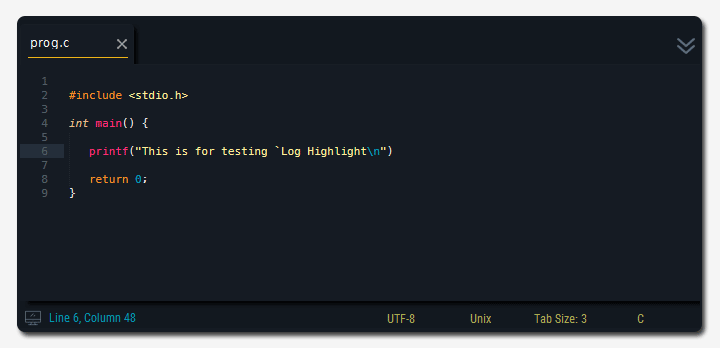 prog.c
1
2 #include <stdio.h>
3
4 int main() {
5
6 printf("This is for testing `Log Highlight\n")
7
8 return 0;
9 }
Line 6, Column 48 UTF-8 Unix Tab Size: 3 C